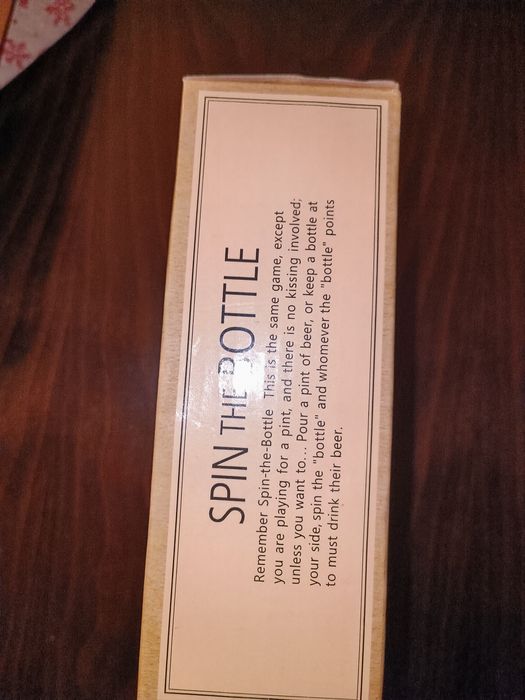 SPIN THE BOTTLE
Remember Spin-the-Bottle This is the same game, except
you are playing for a pint, and there is no kissing involved;
unless you want to... Pour a pint of beer, or keep a bottle at
your side, spin the "bottle" and whomever the "bottle" points
to must drink their beer.